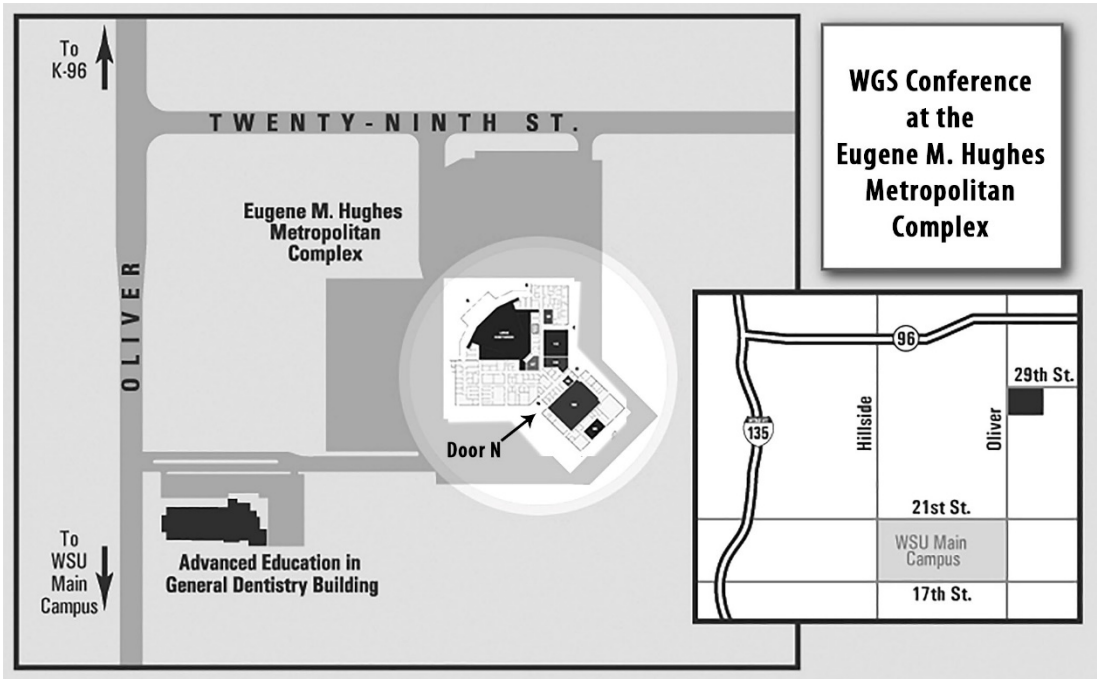 To
K-96
TWENTY-NINTH ST.
Eugene M. Hughes
Metropolitan
Complex
OLIVER
Door N
To
WSU
Main
Campus
Advanced Education in
General Dentistry Building
WGS Conference
at the
Eugene M. Hughes
Metropolitan
Complex
96
29th St.
Hillside
Oliver
135
21st St.
WSU Main
Campus
17th St.